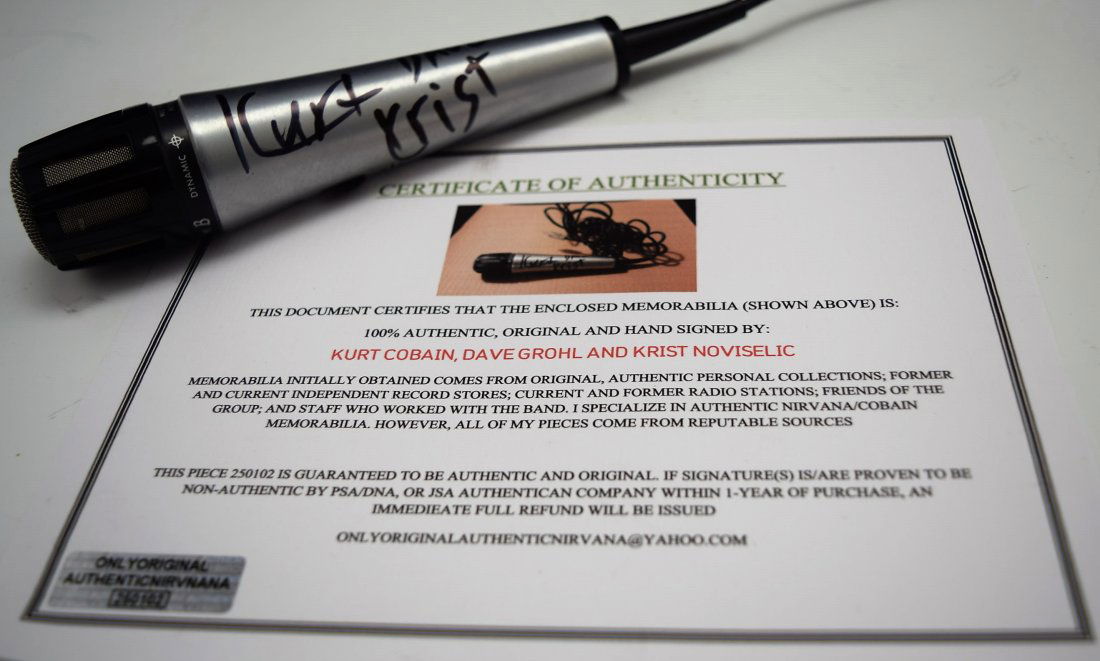 Kurt
Krist
DYNAMIC
B
CERTIFICATE OF AUTHENTICITY
THIS DOCUMENT CERTIFIES THAT THE ENCLOSED MEMORABILIA (SHOWN ABOVE) IS:
100% AUTHENTIC, ORIGINAL AND HAND SIGNED BY:
KURT COBAIN, DAVE GROHL AND KRIST NOVISELIC
MEMORABILIA INITIALLY OBTAINED COMES FROM ORIGINAL, AUTHENTIC PERSONAL COLLECTIONS; FORMER
AND CURRENT INDEPENDENT RECORD STORES; CURRENT AND FORMER RADIO STATIONS; FRIENDS OF THE
GROUP; AND STAFF WHO WORKED WITH THE BAND. I SPECIALIZE IN AUTHENTIC NIRVANA/COBAIN
MEMORABILIA. HOWEVER, ALL OF MY PIECES COME FROM REPUTABLE SOURCES
THIS PIECE 250102 IS GUARANTEED TO BE AUTHENTIC AND ORIGINAL. IF SIGNATURE(S) IS/ARE PROVEN TO BE
NON-AUTHENTIC BY PSA/DNA, OR JSA AUTHENTICAN COMPANY WITHIN 1-YEAR OF PURCHASE, AN
IMMEDIEATE FULL REFUND WILL BE ISSUED
ONLYORIGINALAUTHENTICNIRVANA@YAHOO.COM
ONLYORIGINAL
AUTHENTICNIRVNANA
250102